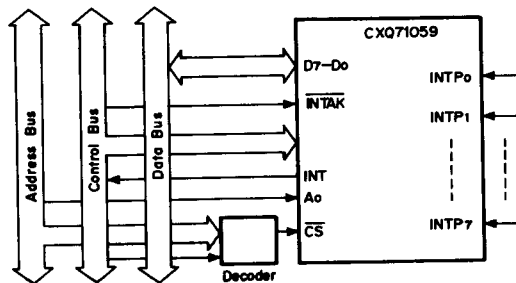 CXQ71059
D7-D0
INTP0
INTAK
INTP1
INT
A0
CS
INTP7
Decoder
Address Bus
Control Bus
Data Bus